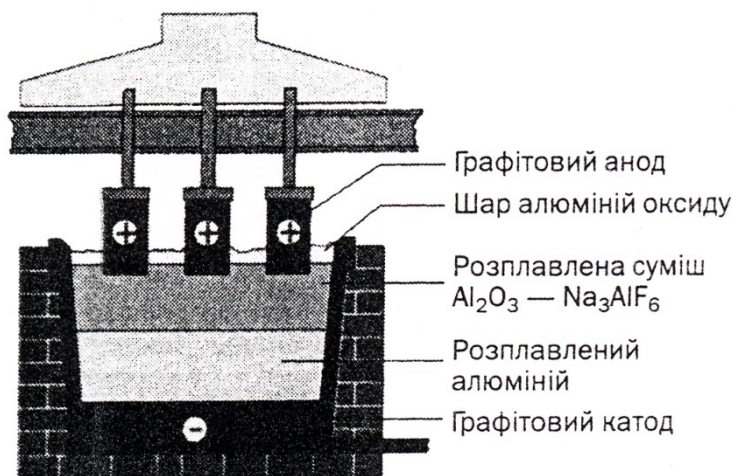 Графітовий анод
Шар алюміній оксиду
Розплавлена суміш
Al₂O₃ — Na₃AlF₆
Розплавлений
алюміній
Графітовий катод
+
+
+
-